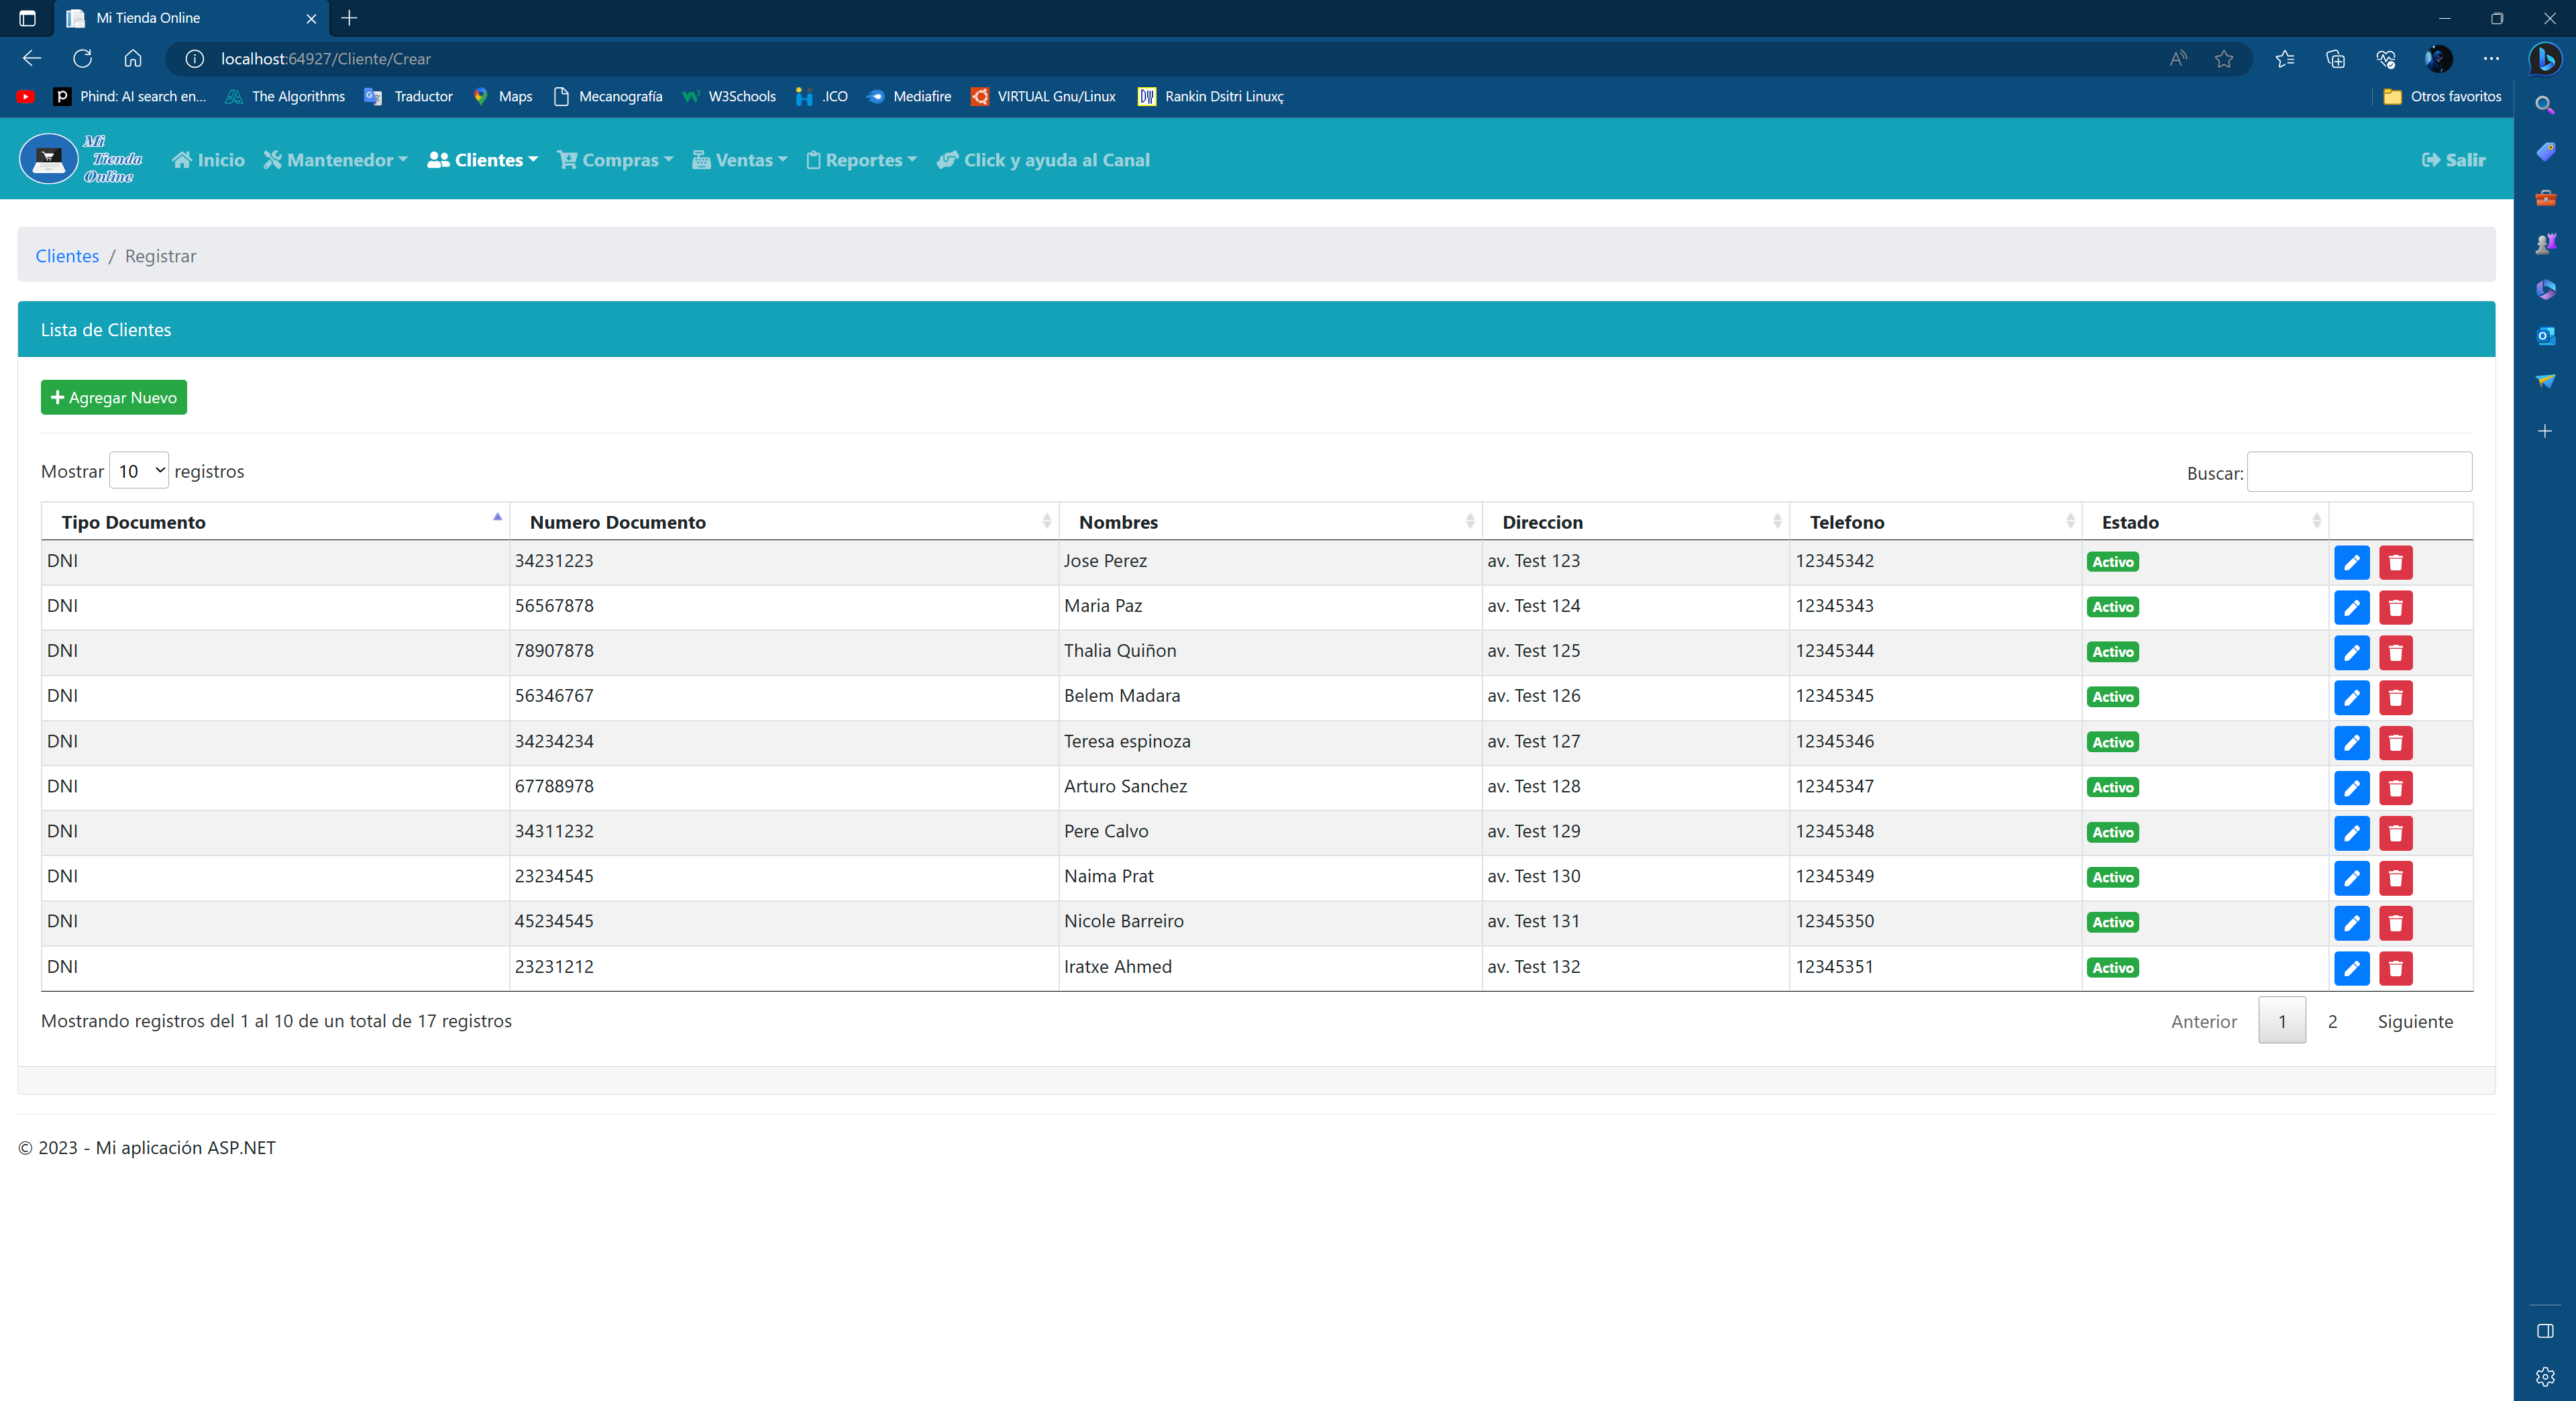 Mi Tienda Online
localhost:64927/Cliente/Crear
Phind: AI search en... The Algorithms Traductor Maps Mecanografía W3Schools .ICO Mediafire VIRTUAL Gnu/Linux Rankin Dsitri Linuxç Otros favoritos
Mi
Tienda
Online
Inicio Mantenedor Clientes Compras Ventas Reportes Click y ayuda al Canal Salir
Clientes / Registrar
Lista de Clientes
Agregar Nuevo
Mostrar 10 registros Buscar:
Tipo Documento Numero Documento Nombres Direccion Telefono Estado
DNI 34231223 Jose Perez av. Test 123 12345342 Activo
DNI 56567878 Maria Paz av. Test 124 12345343 Activo
DNI 78907878 Thalia Quiñon av. Test 125 12345344 Activo
DNI 56346767 Belem Madara av. Test 126 12345345 Activo
DNI 34234234 Teresa espinoza av. Test 127 12345346 Activo
DNI 67788978 Arturo Sanchez av. Test 128 12345347 Activo
DNI 34311232 Pere Calvo av. Test 129 12345348 Activo
DNI 23234545 Naima Prat av. Test 130 12345349 Activo
DNI 45234545 Nicole Barreiro av. Test 131 12345350 Activo
DNI 23231212 Iratxe Ahmed av. Test 132 12345351 Activo
Mostrando registros del 1 al 10 de un total de 17 registros Anterior 1 2 Siguiente
© 2023 - Mi aplicación ASP.NET